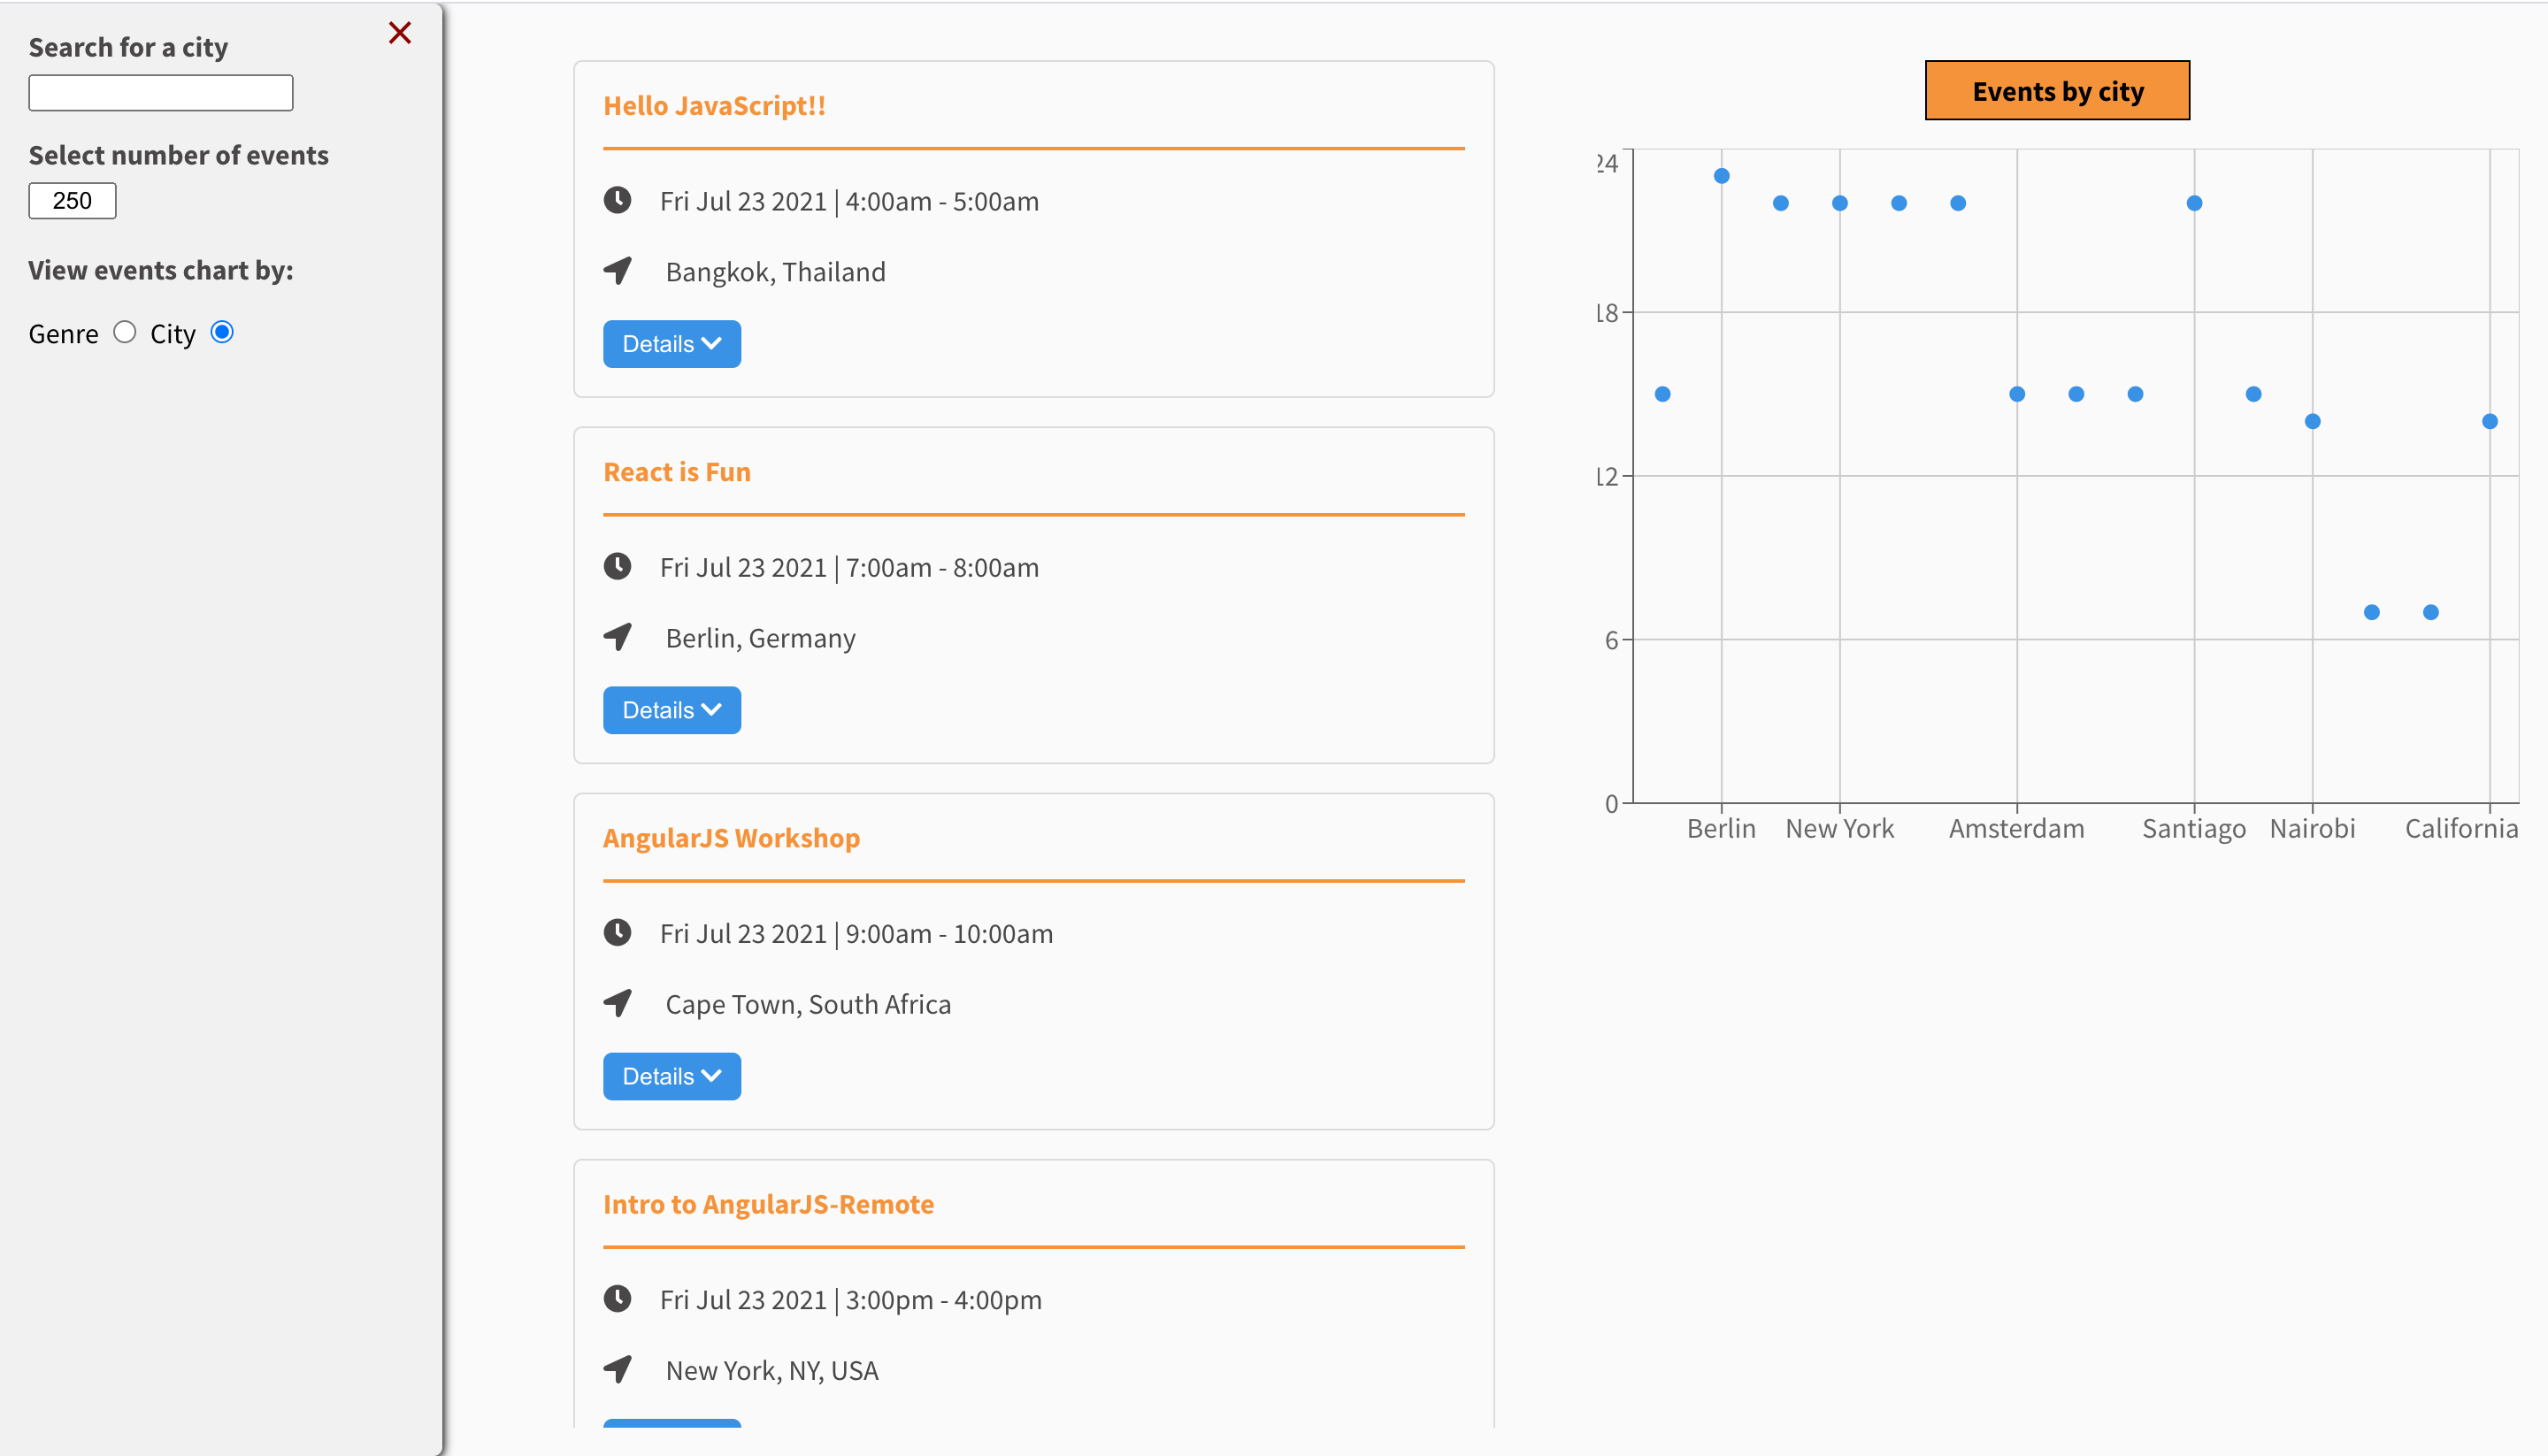 Search for a city
Select number of events
250
View events chart by:
Genre City
Hello JavaScript!!
Fri Jul 23 2021 | 4:00am - 5:00am
Bangkok, Thailand
Details
React is Fun
Fri Jul 23 2021 | 7:00am - 8:00am
Berlin, Germany
Details
AngularJS Workshop
Fri Jul 23 2021 | 9:00am - 10:00am
Cape Town, South Africa
Details
Intro to AngularJS-Remote
Fri Jul 23 2021 | 3:00pm - 4:00pm
New York, NY, USA
Events by city
24
18
12
6
0
Berlin New York Amsterdam Santiago Nairobi California